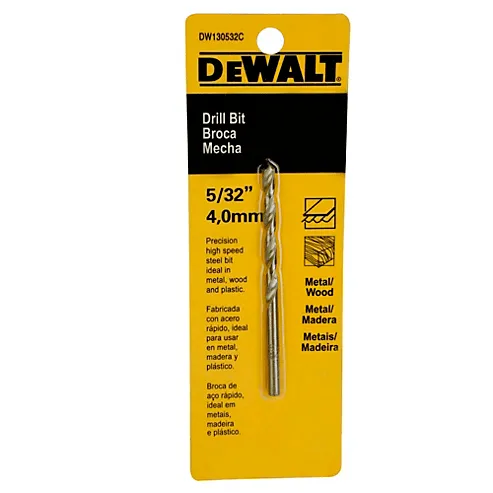 DW130532C
DEWALT
Drill Bit
Broca
Mecha
5/32”
4,0mm
Precision
high speed
steel bit
ideal in
metal, wood
and plastic.
Fabricada
con acero
rápido, ideal
para usar
en metal,
madera y
plástico.
Broca de
aço rápido,
ideal em
metais,
madeira
e plástico.
Metal/
Wood
Metal/
Madera
Metais/
Madeira